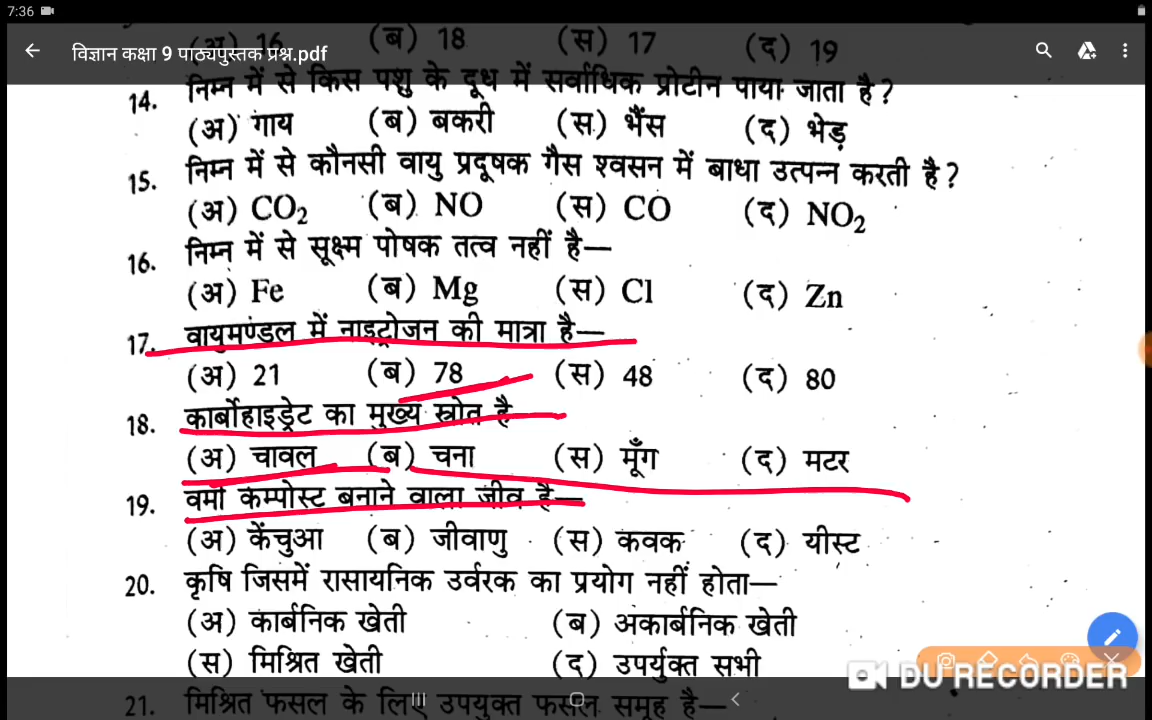 7:36
विज्ञान कक्षा 9 पाठ्यपुस्तक प्रश्न.pdf
(अ) 16 (ब) 18 (स) 17 (द) 19
14. निम्न में से किस पशु के दूध में सर्वाधिक प्रोटीन पाया जाता है?
(अ) गाय (ब) बकरी (स) भैंस (द) भेड़
15. निम्न में से कौनसी वायु प्रदूषक गैस श्वसन में बाधा उत्पन्न करती है?
(अ) CO₂ (ब) NO (स) CO (द) NO₂
16. निम्न में से सूक्ष्म पोषक तत्व नहीं है—
(अ) Fe (ब) Mg (स) Cl (द) Zn
17. वायुमण्डल में नाइट्रोजन की मात्रा है—
(अ) 21 (ब) 78 (स) 48 (द) 80
18. कार्बोहाइड्रेट का मुख्य स्त्रोत है
(अ) चावल (ब) चना (स) मूँग (द) मटर
19. वर्मी कम्पोस्ट बनाने वाला जीव है—
(अ) केंचुआ (ब) जीवाणु (स) कवक (द) यीस्ट
20. कृषि जिसमें रासायनिक उर्वरक का प्रयोग नहीं होता—
(अ) कार्बनिक खेती (ब) अकार्बनिक खेती
(स) मिश्रित खेती (द) उपर्युक्त सभी
DU RECORDER
21. मिश्रित फसल के लिए उपयुक्त फसल समूह है—